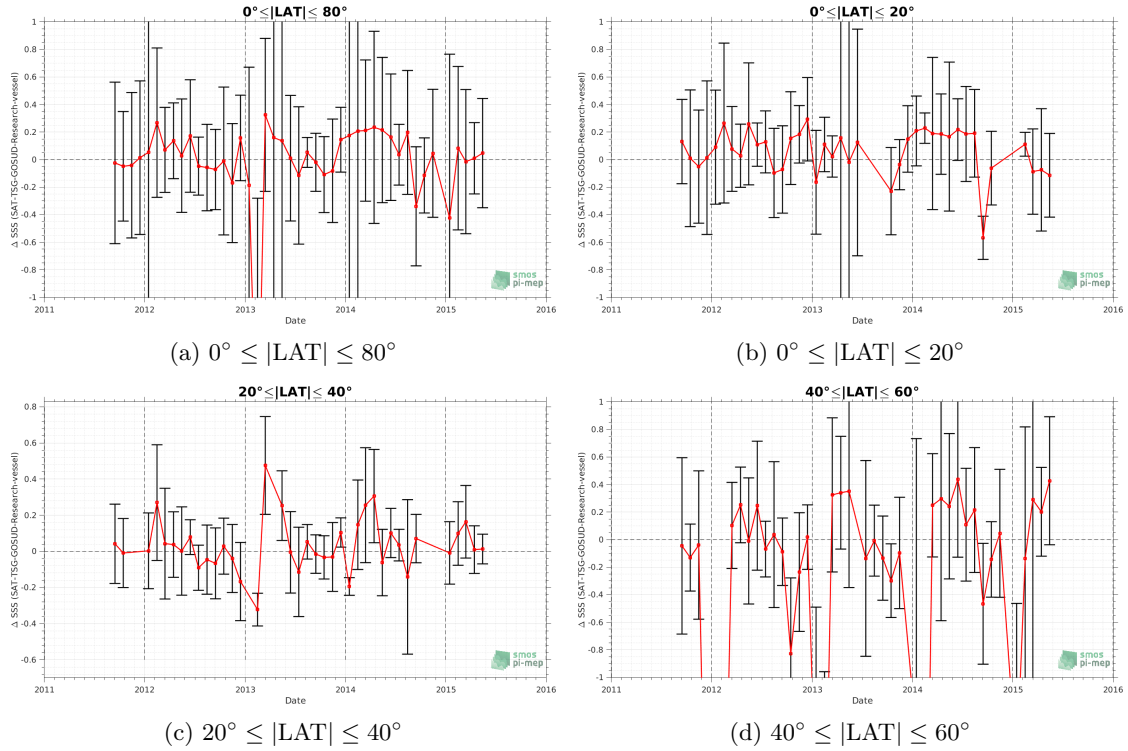 0°≤|LAT|≤ 80°
Δ SSS (SAT-TSG-GOSUD-Research-vessel)
1
0.8
0.6
0.4
0.2
0
-0.2
-0.4
-0.6
-0.8
-1
2011 2012 2013 2014 2015 2016
Date
smos
pi-mep
(a) 0° ≤ |LAT| ≤ 80°
0°≤|LAT|≤ 20°
Δ SSS (SAT-TSG-GOSUD-Research-vessel)
1
0.8
0.6
0.4
0.2
0
-0.2
-0.4
-0.6
-0.8
-1
2011 2012 2013 2014 2015 2016
Date
smos
pi-mep
(b) 0° ≤ |LAT| ≤ 20°
20°≤|LAT|≤ 40°
Δ SSS (SAT-TSG-GOSUD-Research-vessel)
0.8
0.6
0.4
0.2
0
-0.2
-0.4
-0.6
2011 2012 2013 2014 2015 2016
Date
smos
pi-mep
(c) 20° ≤ |LAT| ≤ 40°
40°≤|LAT|≤ 60°
Δ SSS (SAT-TSG-GOSUD-Research-vessel)
1
0.8
0.6
0.4
0.2
0
-0.2
-0.4
-0.6
-0.8
-1
2011 2012 2013 2014 2015 2016
Date
smos
pi-mep
(d) 40° ≤ |LAT| ≤ 60°